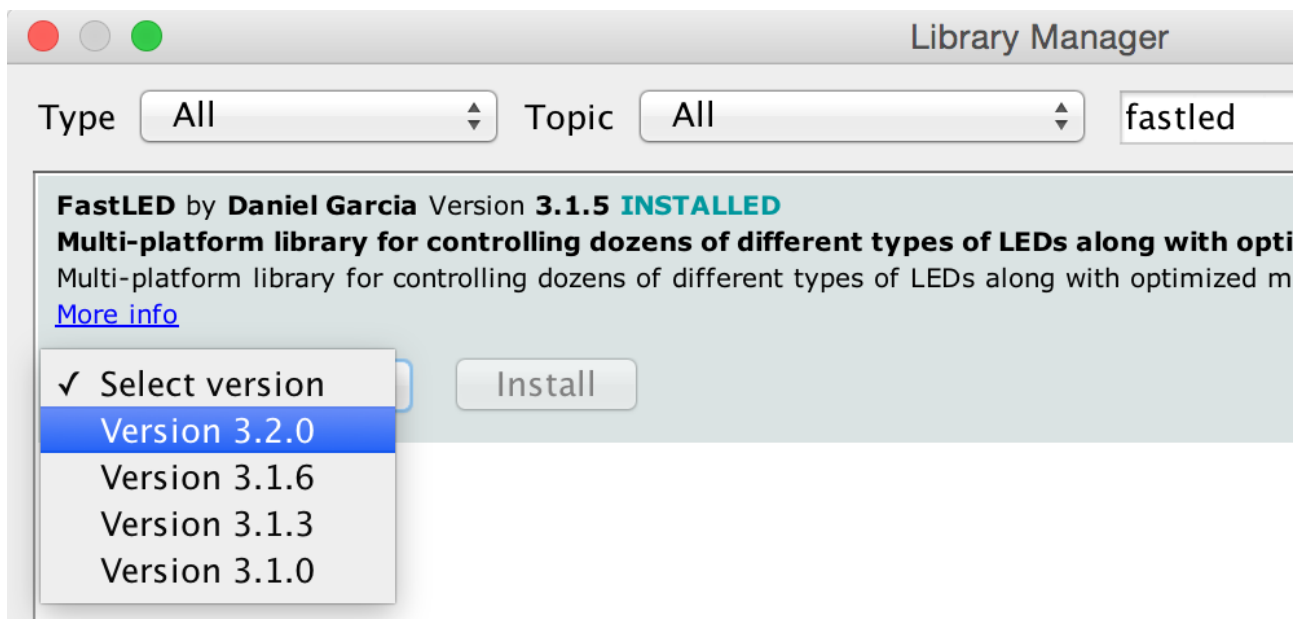 Library Manager
Type All Topic All fastled
FastLED by Daniel Garcia Version 3.1.5 INSTALLED
Multi-platform library for controlling dozens of different types of LEDs along with opti
Multi-platform library for controlling dozens of different types of LEDs along with optimized m
More info
✓ Select version Install
Version 3.2.0
Version 3.1.6
Version 3.1.3
Version 3.1.0